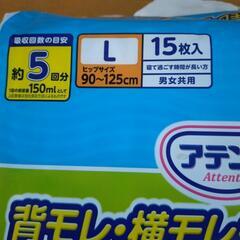 吸収回数の目安
約5回分
1回の排尿量150mlとして
L
ヒップサイズ
90~125cm
15枚入
寝て過ごす時間が長い方
男女共用
アテン
Attent
背モレ・横モレ